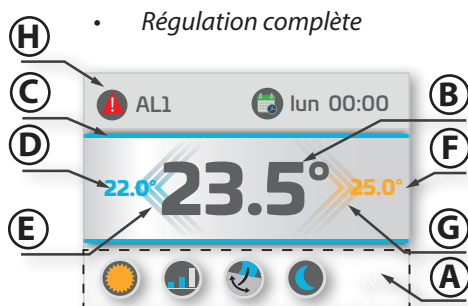 • Régulation complète
H
AL1 lun 00:00
C B
D F
22.0° 23.5° 25.0°
E G
A